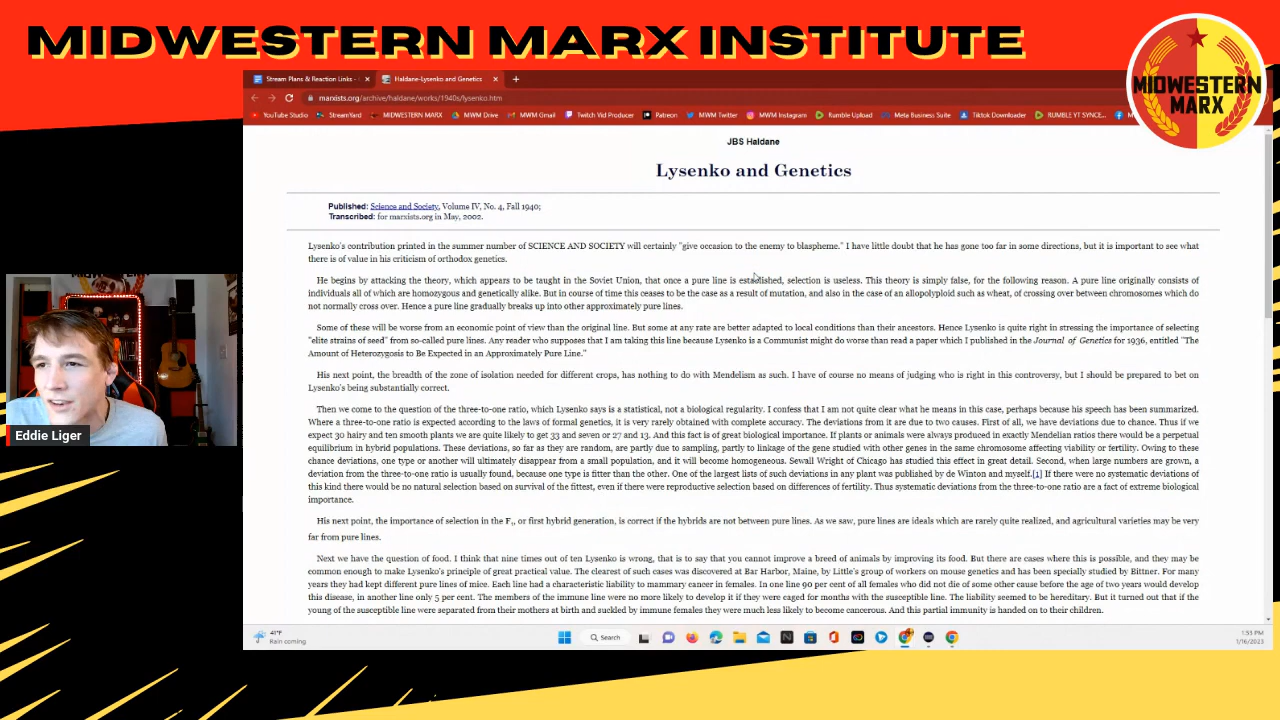 MIDWESTERN MARX INSTITUTE
MIDWESTERN
MARX
Stream Plans & Reaction Links -
Haldane-Lysenko and Genetics
marxists.org/archive/haldane/works/1940s/lysenko.htm
YouTube Studio StreamYard MIDWESTERN MARX MWM Drive MWM Gmail Twitch Vid Producer Patreon MWM Twitter MWM Instagram Rumble Upload Meta Business Suite Tiktok Downloader RUMBLE YT SYNCE...
JBS Haldane
Lysenko and Genetics
Published: Science and Society, Volume IV, No. 4, Fall 1940;
Transcribed: for marxists.org in May, 2002.
Lysenko's contribution printed in the summer number of SCIENCE AND SOCIETY will certainly "give occasion to the enemy to blaspheme." I have little doubt that he has gone too far in some directions, but it is important to see what
there is of value in his criticism of orthodox genetics.
He begins by attacking the theory, which appears to be taught in the Soviet Union, that once a pure line is established, selection is useless. This theory is simply false, for the following reason. A pure line originally consists of
individuals all of which are homozygous and genetically alike. But in course of time this ceases to be the case as a result of mutation, and also in the case of an allopolyploid such as wheat, of crossing over between chromosomes which do
not normally cross over. Hence a pure line gradually breaks up into other approximately pure lines.
Some of these will be worse from an economic point of view than the original line. But some at any rate are better adapted to local conditions than their ancestors. Hence Lysenko is quite right in stressing the importance of selecting
"elite strains of seed" from so-called pure lines. Any reader who supposes that I am taking this line because Lysenko is a Communist might do worse than read a paper which I published in the Journal of Genetics for 1936, entitled "The
Amount of Heterozygosis to Be Expected in an Approximately Pure Line."
His next point, the breadth of the zone of isolation needed for different crops, has nothing to do with Mendelism as such. I have of course no means of judging who is right in this controversy, but I should be prepared to bet on
Lysenko's being substantially correct.
Then we come to the question of the three-to-one ratio, which Lysenko says is a statistical, not a biological regularity. I confess that I am not quite clear what he means in this case, perhaps because his speech has been summarized.
Where a three-to-one ratio is expected according to the laws of formal genetics, it is very rarely obtained with complete accuracy. The deviations from it are due to two causes. First of all, we have deviations due to chance. Thus if we
expect 30 hairy and ten smooth plants we are quite likely to get 33 and seven or 27 and 13. And this fact is of great biological importance. If plants or animals were always produced in exactly Mendelian ratios there would be a perpetual
equilibrium in hybrid populations. These deviations, so far as they are random, are partly due to sampling, partly to linkage of the gene studied with other genes in the same chromosome affecting viability or fertility. Owing to these
chance deviations, one type or another will ultimately disappear from a small population, and it will become homogeneous. Sewall Wright of Chicago has studied this effect in great detail. Second, when large numbers are grown, a
deviation from the three-to-one ratio is usually found, because one type is fitter than the other. One of the largest lists of such deviations in any plant was published by de Winton and myself.[1] If there were no systematic deviations of
this kind there would be no natural selection based on survival of the fittest, even if there were reproductive selection based on differences of fertility. Thus systematic deviations from the three-to-one ratio are a fact of extreme biological
importance.
His next point, the importance of selection in the F1, or first hybrid generation, is correct if the hybrids are not between pure lines. As we saw, pure lines are ideals which are rarely quite realized, and agricultural varieties may be very
far from pure lines.
Next we have the question of food. I think that nine times out of ten Lysenko is wrong, that is to say that you cannot improve a breed of animals by improving its food. But there are cases where this is possible, and they may be
common enough to make Lysenko's principle of great practical value. The clearest of such cases was discovered at Bar Harbor, Maine, by Little's group of workers on mouse genetics and has been specially studied by Bittner. For many
years they had kept different pure lines of mice. Each line had a characteristic liability to mammary cancer in females. In one line 90 per cent of all females who did not die of some other cause before the age of two years would develop
this disease, in another line only 5 per cent. The members of the immune line were no more likely to develop it if they were caged for months with the susceptible line. The liability seemed to be hereditary. But it turned out that if the
young of the susceptible line were separated from their mothers at birth and suckled by immune females they were much less likely to become cancerous. And this partial immunity is handed on to their children.
Eddie Liger
41°F
Rain coming
Search
1:53 PM
1/16/2023